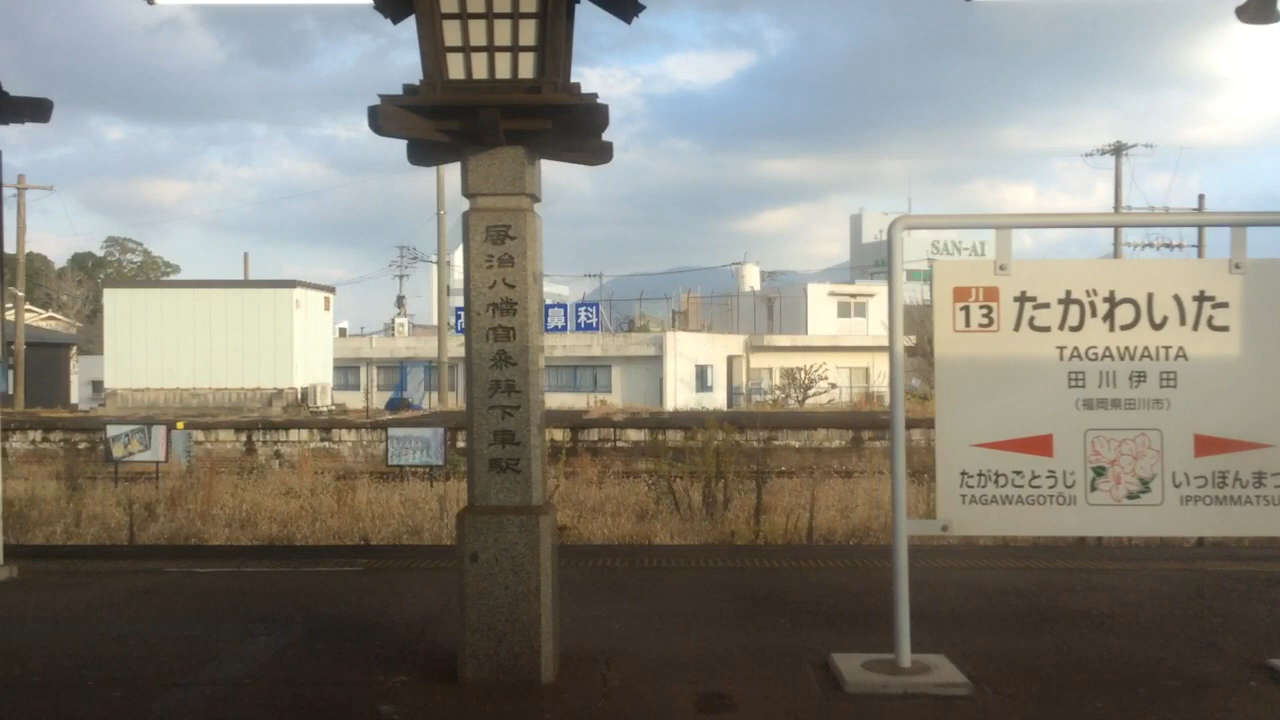 風治八幡宮参拝下車駅
鼻科
SAN-AI
JI
13
たがわいた
TAGAWAITA
田川伊田
(福岡県田川市)
たがわごとうじ
いっぽんまつ
TAGAWAGOTŌJI
IPPOMMATSU